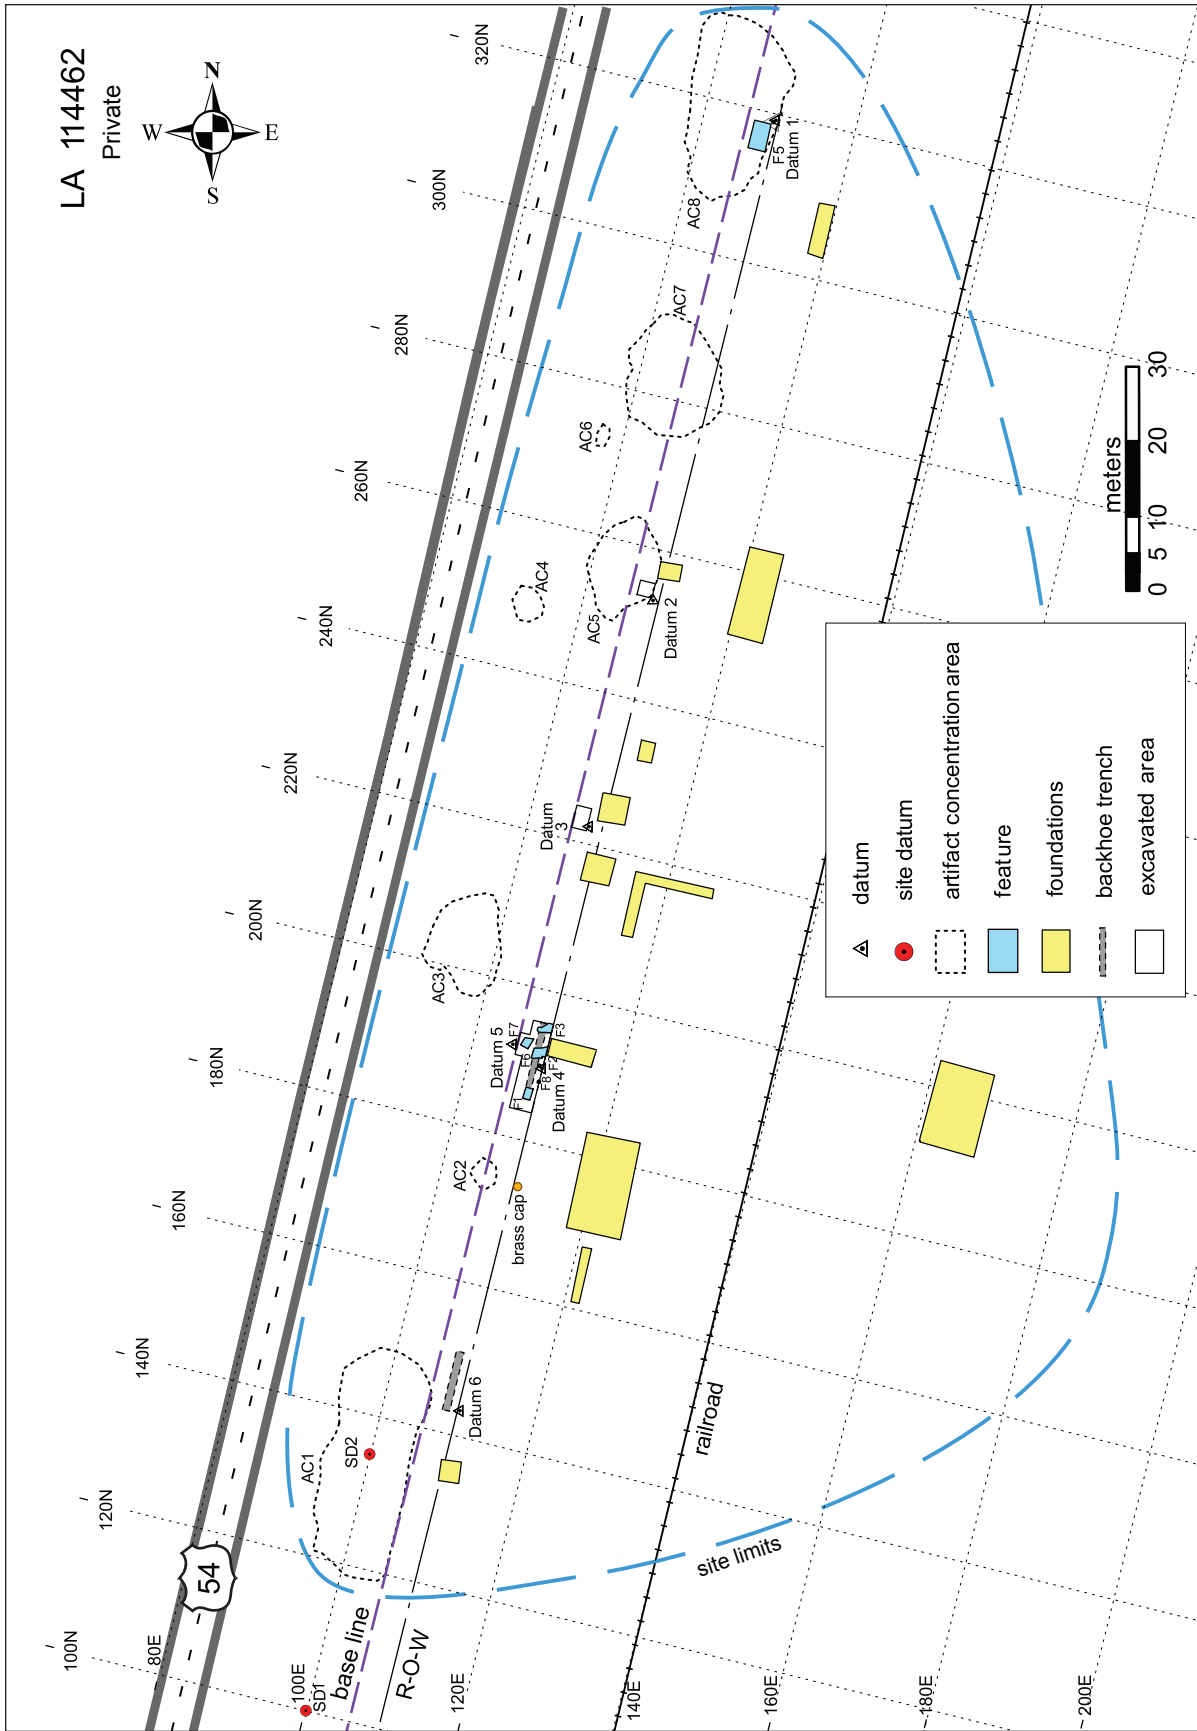 LA 114462
Private
N
W
E
S
320N
300N
280N
260N
240N
220N
200N
180N
160N
140N
120N
100N
80E
100E
120E
140E
160E
180E
200E
54
SD1
SD2
AC1
AC2
AC3
AC4
AC5
AC6
AC7
AC8
F5
Datum 1
Datum 2
Datum
3
Datum 5
F7
F6
F1
F3
F2
F8
Datum 4
Datum 6
brass cap
base line
R-O-W
railroad
site limits
meters
0 5 10 20 30
datum
site datum
artifact concentration area
feature
foundations
backhoe trench
excavated area